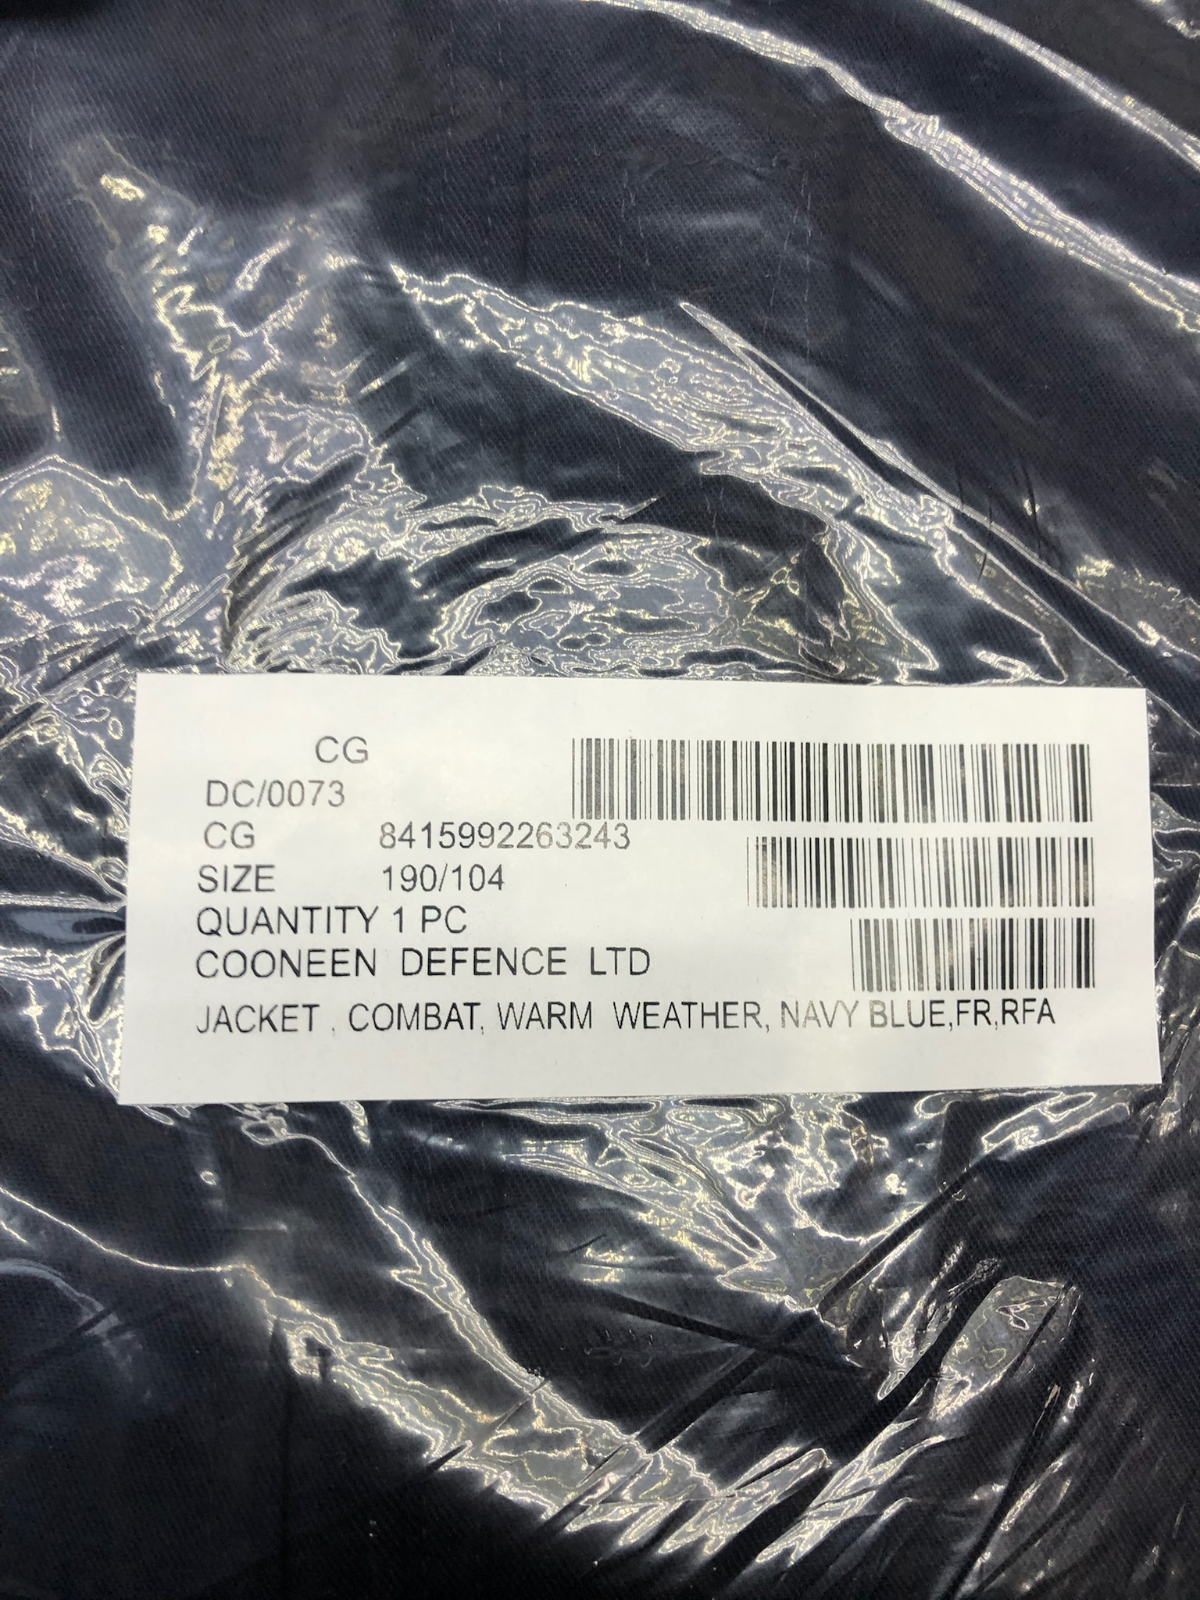 CG
DC/0073
CG 8415992263243
SIZE 190/104
QUANTITY 1 PC
COONEEN DEFENCE LTD
JACKET , COMBAT, WARM WEATHER, NAVY BLUE,FR,RFA